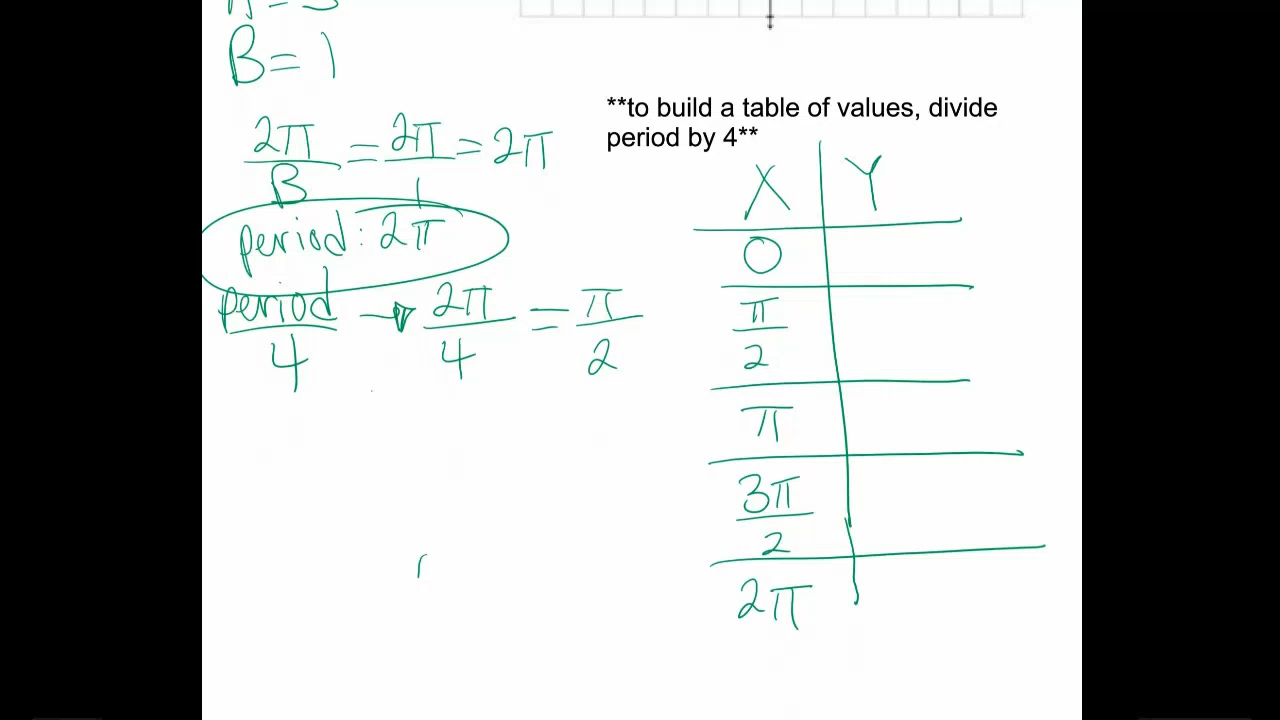 B = 1
2π/B = 2π/1 = 2π
period: 2π
period/4 → 2π/4 = π/2
**to build a table of values, divide
period by 4**
X Y
0
π/2
π
3π/2
2π